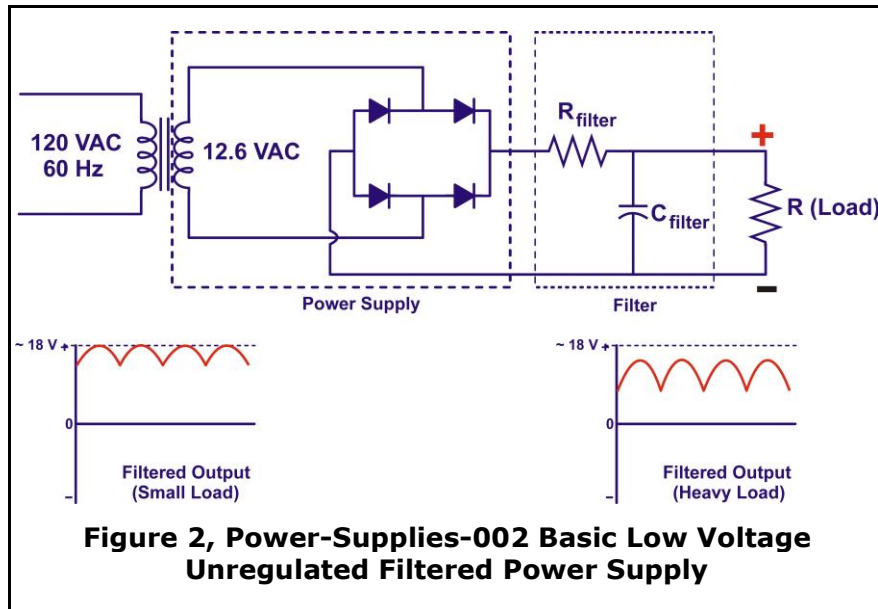 120 VAC
60 Hz
12.6 VAC
Rfilter
Cfilter
+
R (Load)
–
Power Supply
Filter
~ 18 V +
0
–
Filtered Output
(Small Load)
~ 18 V +
0
–
Filtered Output
(Heavy Load)
Figure 2, Power-Supplies-002 Basic Low Voltage
Unregulated Filtered Power Supply